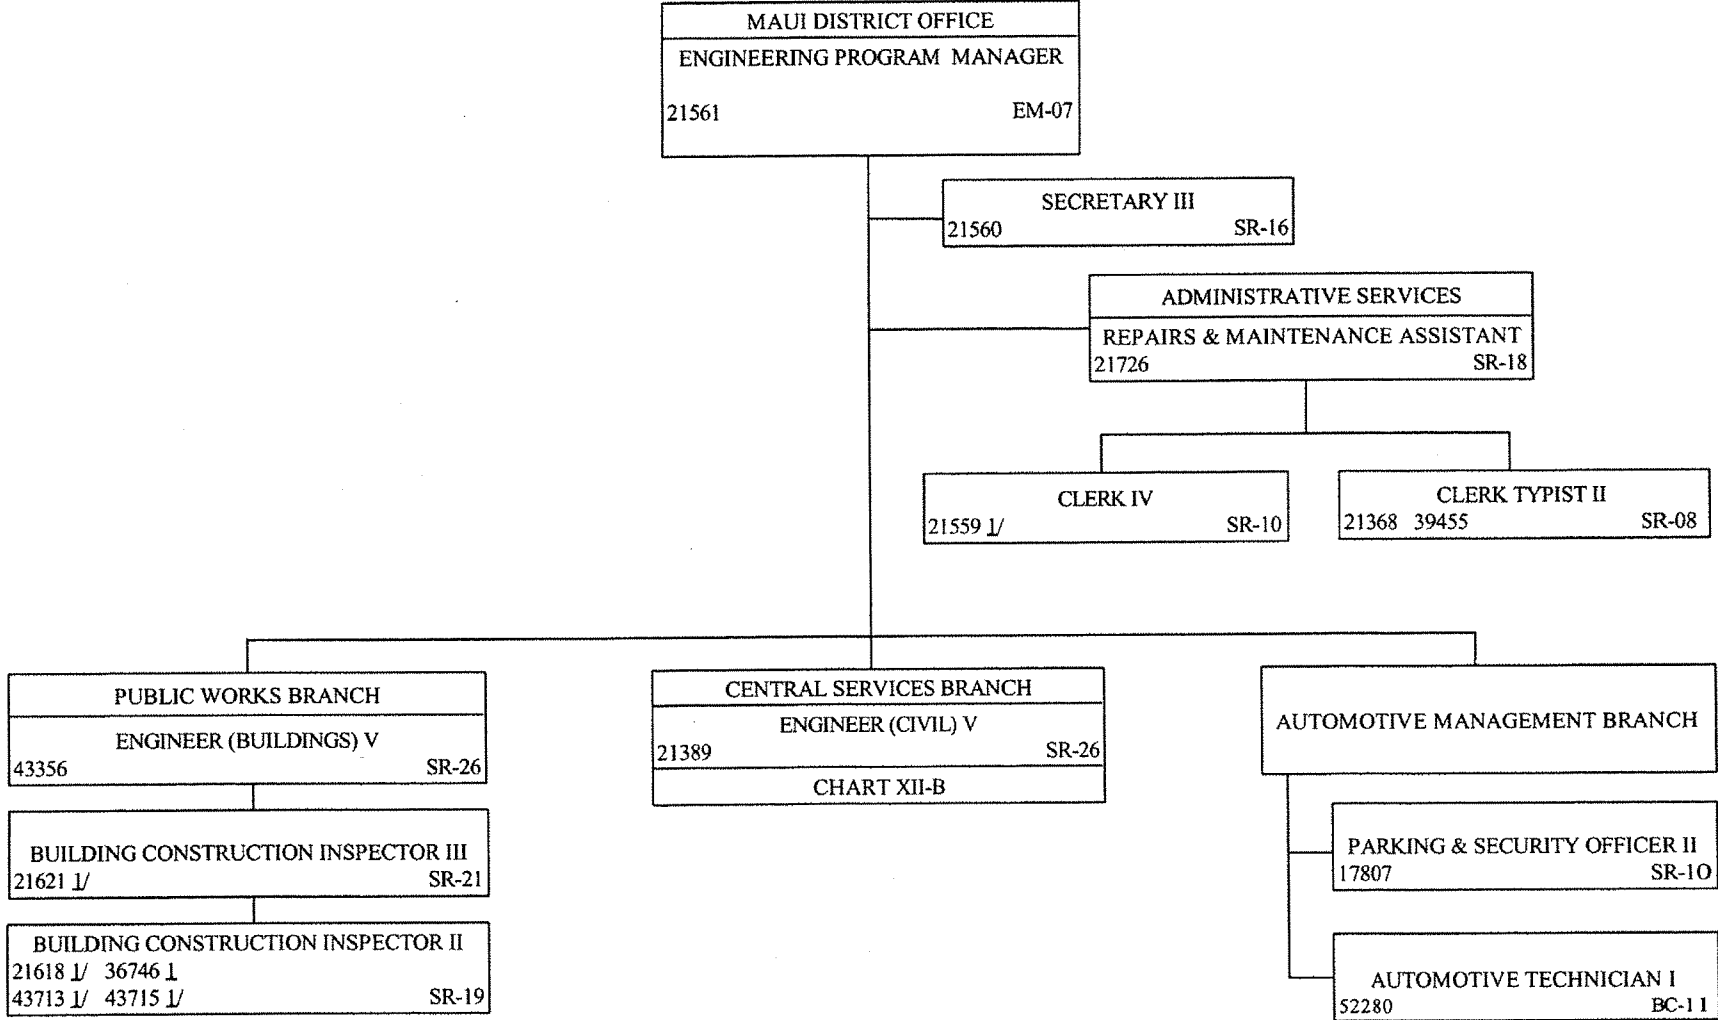 MAUI DISTRICT OFFICE
ENGINEERING PROGRAM MANAGER
21561 EM-07
SECRETARY III
21560 SR-16
ADMINISTRATIVE SERVICES
REPAIRS & MAINTENANCE ASSISTANT
21726 SR-18
CLERK IV
21559 1/ SR-10
CLERK TYPIST II
21368 39455 SR-08
PUBLIC WORKS BRANCH
ENGINEER (BUILDINGS) V
43356 SR-26
BUILDING CONSTRUCTION INSPECTOR III
21621 1/ SR-21
BUILDING CONSTRUCTION INSPECTOR II
21618 1/ 36746 1
43713 1/ 43715 1/ SR-19
CENTRAL SERVICES BRANCH
ENGINEER (CIVIL) V
21389 SR-26
CHART XII-B
AUTOMOTIVE MANAGEMENT BRANCH
PARKING & SECURITY OFFICER II
17807 SR-1O
AUTOMOTIVE TECHNICIAN I
52280 BC-11